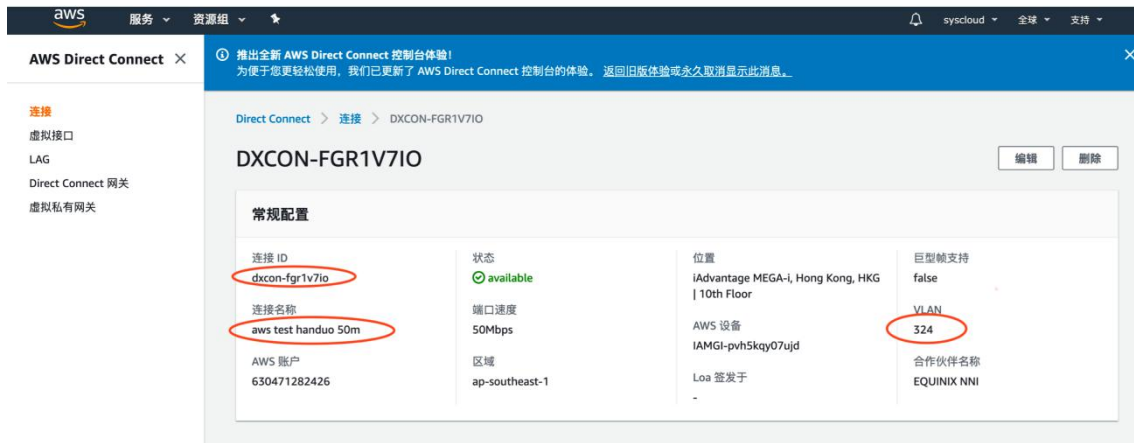 aws 服务 资源组 syscloud 全球 支持
AWS Direct Connect
推出全新 AWS Direct Connect 控制台体验!
为便于您更轻松使用，我们已更新了 AWS Direct Connect 控制台的体验。 返回旧版体验或永久取消显示此消息。
连接
虚拟接口
LAG
Direct Connect 网关
虚拟私有网关
Direct Connect > 连接 > DXCON-FGR1V7IO
DXCON-FGR1V7IO
编辑 删除
常规配置
连接 ID
dxcon-fgr1v7io
连接名称
aws test handuo 50m
AWS 账户
630471282426
状态
available
端口速度
50Mbps
区域
ap-southeast-1
位置
iAdvantage MEGA-i, Hong Kong, HKG
| 10th Floor
AWS 设备
IAMGI-pvh5kqy07ujd
Loa 签发于
-
巨型帧支持
false
VLAN
324
合作伙伴名称
EQUINIX NNI